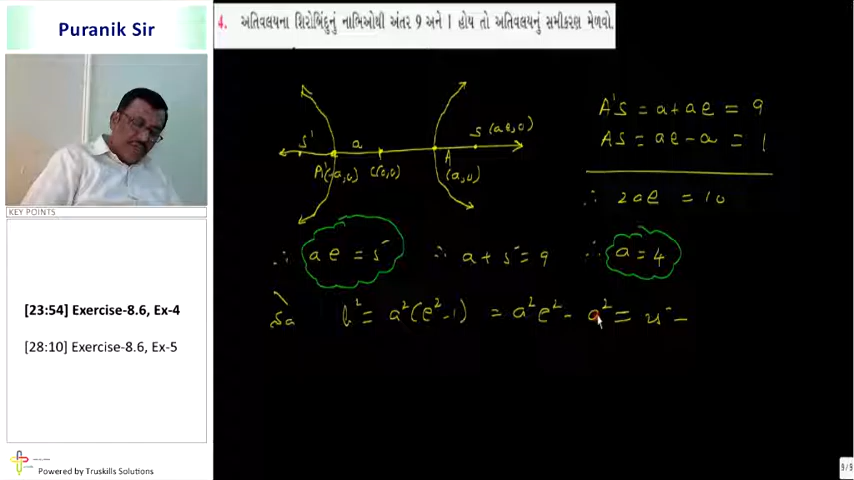 Puranik Sir
4. અતિવલયના શિરોબિંદુનું નાભિઓથી અંતર 9 અને 1 હોય તો અતિવલયનું સમીકરણ મેળવો.
S' a A S (ae,0)
A'(-a,0) C(0,0) (a,0)
A'S = a+ae = 9
AS = ae-a = 1
∴ 2ae = 10
∴ ae = 5 ∴ a + 5 = 9 ∴ a = 4
હવે b² = a²(e²-1) = a²e² - a² = 25 -
KEY POINTS
[23:54] Exercise-8.6, Ex-4
[28:10] Exercise-8.6, Ex-5
Powered by Truskills Solutions
9/9